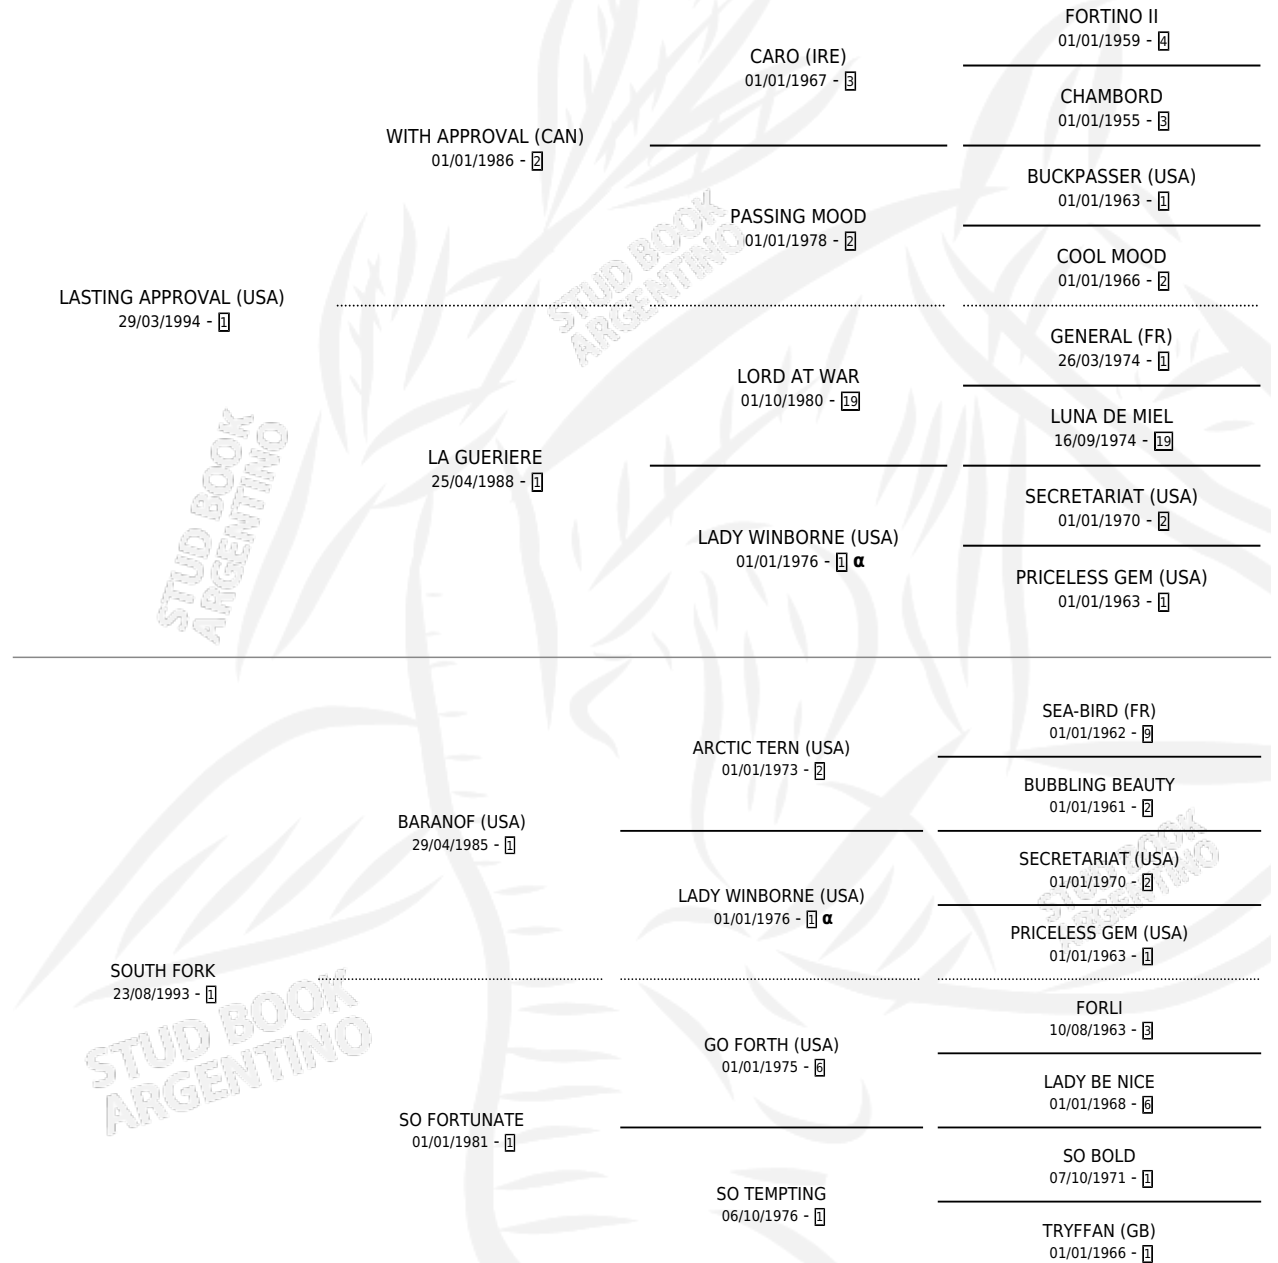 FORTINO II
01/01/1959 - 4
CARO (IRE)
01/01/1967 - 3
CHAMBORD
01/01/1955 - 3
WITH APPROVAL (CAN)
01/01/1986 - 2
BUCKPASSER (USA)
01/01/1963 - 1
PASSING MOOD
01/01/1978 - 2
COOL MOOD
01/01/1966 - 2
LASTING APPROVAL (USA)
29/03/1994 - 1
GENERAL (FR)
26/03/1974 - 1
LORD AT WAR
01/10/1980 - 19
LUNA DE MIEL
16/09/1974 - 19
LA GUERIERE
25/04/1988 - 1
SECRETARIAT (USA)
01/01/1970 - 2
LADY WINBORNE (USA)
01/01/1976 - 1 α
PRICELESS GEM (USA)
01/01/1963 - 1
SEA-BIRD (FR)
01/01/1962 - 9
ARCTIC TERN (USA)
01/01/1973 - 2
BUBBLING BEAUTY
01/01/1961 - 2
BARANOF (USA)
29/04/1985 - 1
SECRETARIAT (USA)
01/01/1970 - 2
LADY WINBORNE (USA)
01/01/1976 - 1 α
PRICELESS GEM (USA)
01/01/1963 - 1
SOUTH FORK
23/08/1993 - 1
FORLI
10/08/1963 - 3
GO FORTH (USA)
01/01/1975 - 6
LADY BE NICE
01/01/1968 - 6
SO FORTUNATE
01/01/1981 - 1
SO BOLD
07/10/1971 - 1
SO TEMPTING
06/10/1976 - 1
TRYFFAN (GB)
01/01/1966 - 1
STUD BOOK
ARGENTINO
STUD BOOK
ARGENTINO
STUD BOOK
ARGENTINO
STUD BOOK
ARGENTINO